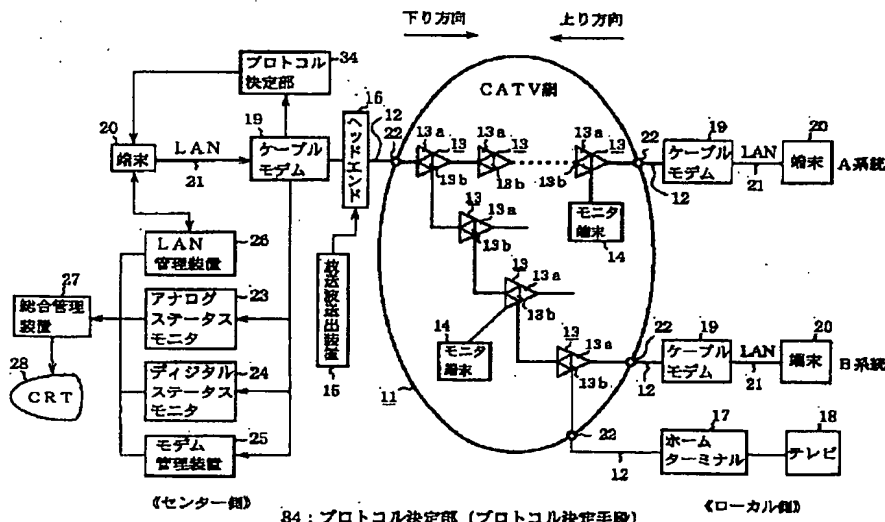 下り方向
上り方向
34
プロトコル
決定部
CATV網
16
12
ヘッドエンド
22
13a
13
13b
13a
13
13b
13a
13
13b
22
12
19
ケーブル
モデム
LAN
21
20
端末
A系統
20
端末
LAN
21
19
ケーブル
モデム
13
13a
13b
モニタ
端末
14
13
13a
13b
26
LAN
管理装置
27
総合管理
装置
23
アナログ
ステータス
モニタ
放送波送出装置
15
14
モニタ
端末
13
13a
13b
22
12
19
ケーブル
モデム
LAN
21
20
端末
B系統
28
CRT
24
ディジタル
ステータス
モニタ
11
25
モデム
管理装置
22
12
17
ホーム
ターミナル
18
テレビ
《センター側》
《ローカル側》
34:プロトコル決定部(プロトコル決定手段)